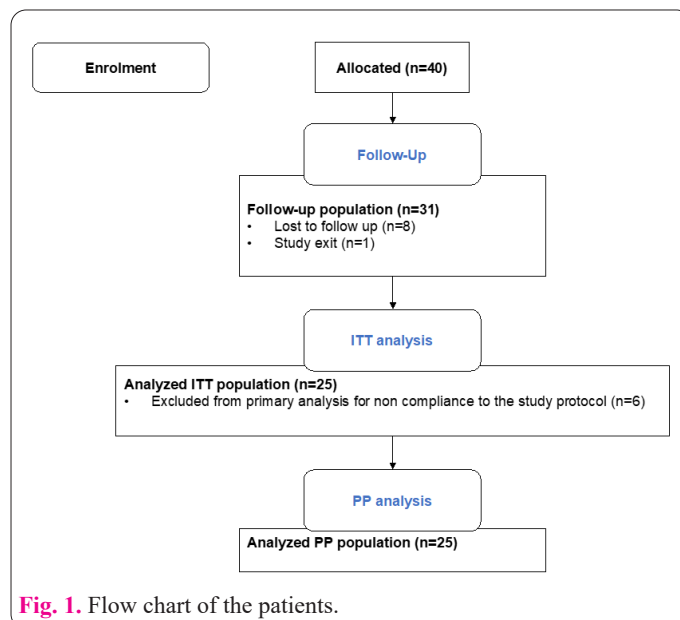 Enrolment
Allocated (n=40)
Follow-Up
Follow-up population (n=31)
• Lost to follow up (n=8)
• Study exit (n=1)
ITT analysis
Analyzed ITT population (n=25)
• Excluded from primary analysis for non compliance to the study protocol (n=6)
PP analysis
Analyzed PP population (n=25)
Fig. 1. Flow chart of the patients.